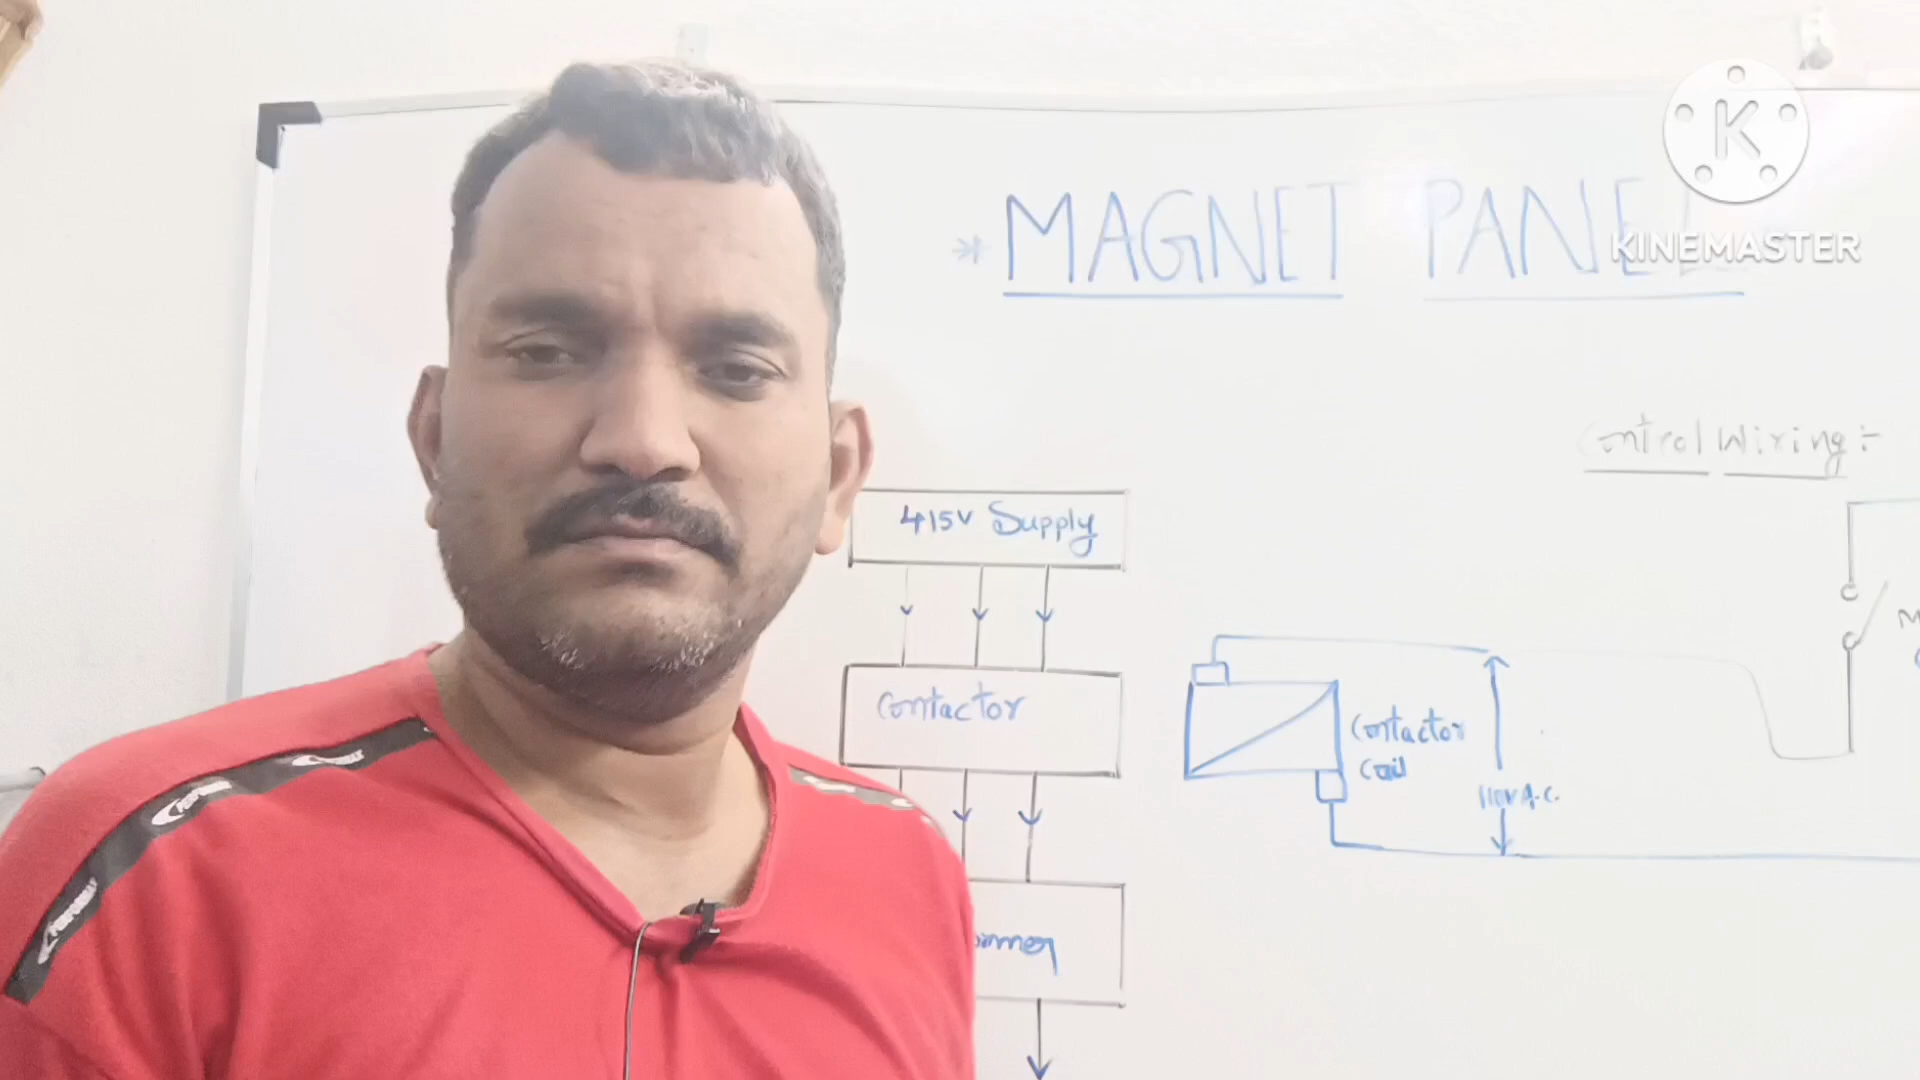 KINEMASTER
* MAGNET PANEL
Control Wiring :-
415V Supply
Contactor
Contactor
Coil
110V A.C.